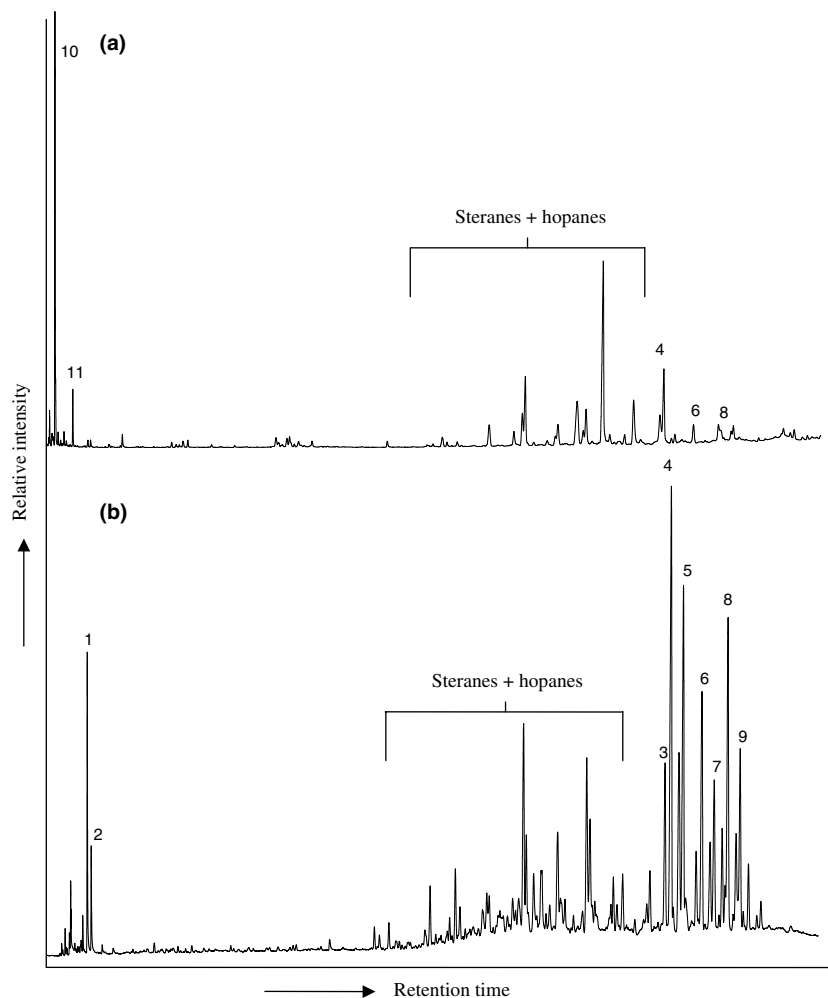 (a)
10
11
Steranes + hopanes
4
6
8
Relative intensity
(b)
1
2
Steranes + hopanes
3
4
5
6
7
8
9
Retention time